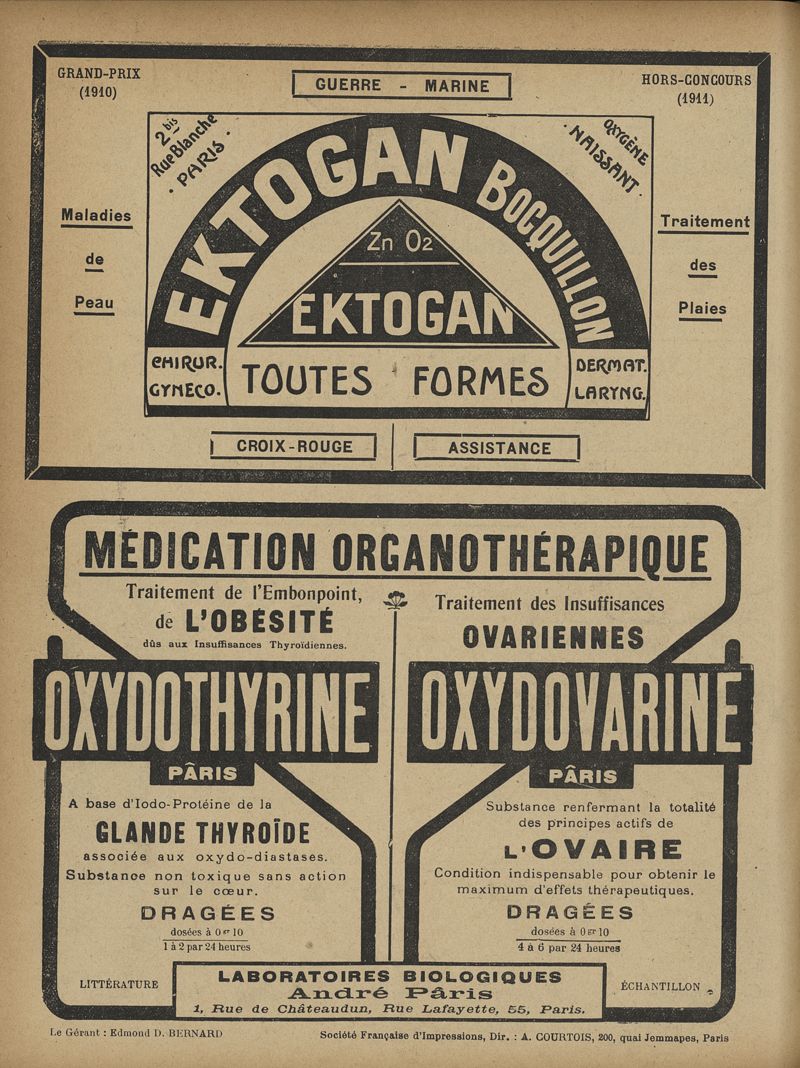 GRAND-PRIX
(1910)
GUERRE - MARINE
HORS-CONCOURS
(1911)
2 bis
Rue Blanche
· PARIS ·
OXYGÈNE
· NAISSANT ·
EKTOGAN BOCQUILLON
Maladies
de
Peau
Traitement
des
Plaies
Zn O2
EKTOGAN
CHIRUR.
GYNECO.
TOUTES FORMES
DERMAT.
LARYNG.
CROIX-ROUGE
ASSISTANCE
MÉDICATION ORGANOTHÉRAPIQUE
Traitement de l'Embonpoint,
de L'OBÉSITÉ
dûs aux Insuffisances Thyroïdiennes.
OXYDOTHYRINE
PÂRIS
A base d'Iodo-Protéine de la
GLANDE THYROÏDE
associée aux oxydo-diastases.
Substance non toxique sans action
sur le cœur.
DRAGÉES
dosées à 0 gr 10
1 à 2 par 24 heures
LITTÉRATURE
Traitement des Insuffisances
OVARIENNES
OXYDOVARINE
PÂRIS
Substance renfermant la totalité
des principes actifs de
L'OVAIRE
Condition indispensable pour obtenir le
maximum d'effets thérapeutiques.
DRAGÉES
dosées à 0 gr 10
4 à 6 par 24 heures
ÉCHANTILLON
LABORATOIRES BIOLOGIQUES
André Pâris
1, Rue de Châteaudun, Rue Lafayette, 55, Paris.
Le Gérant : Edmond D. BERNARD
Société Française d'Impressions, Dir. : A. COURTOIS, 200, quai Jemmapes, Paris